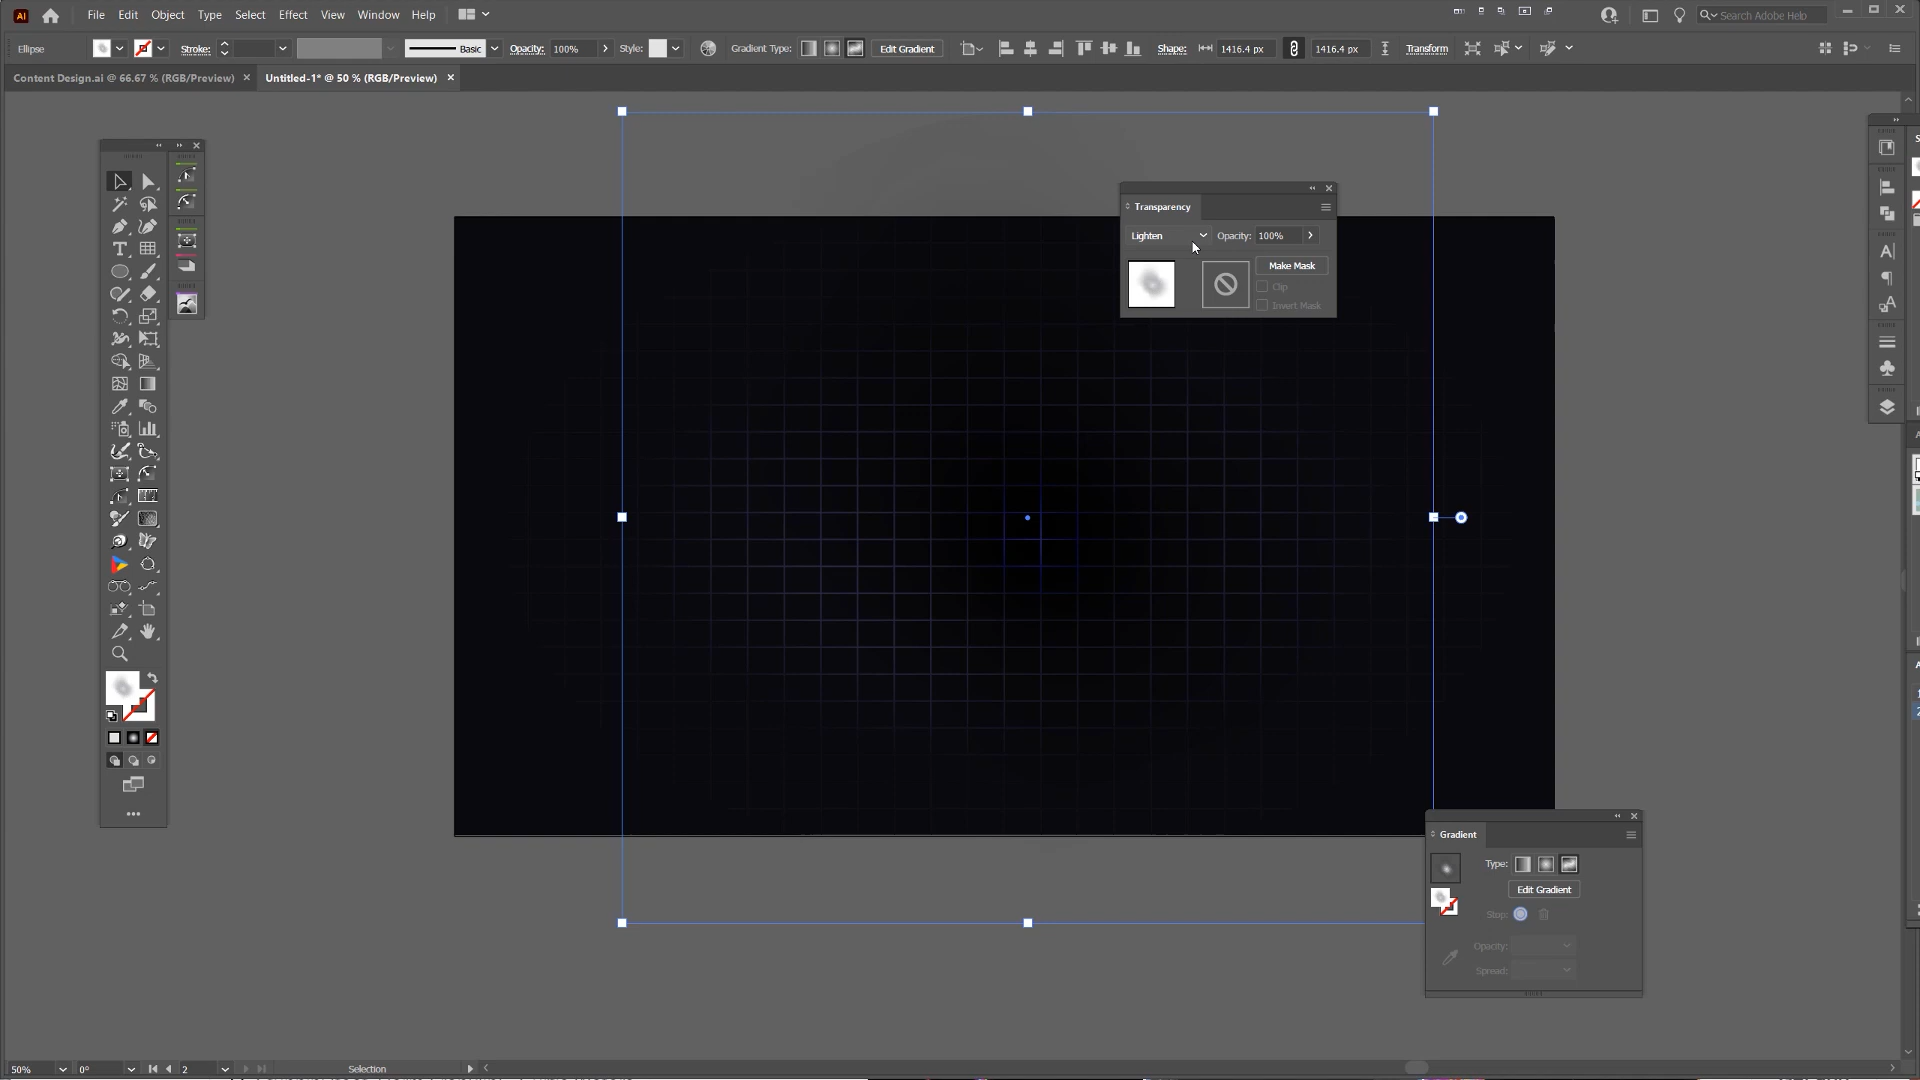 Ai File Edit Object Type Select Effect View Window Help Search Adobe Help
Ellipse Stroke: Basic Opacity: 100% Style: Gradient Type: Edit Gradient Shape: 1416.4 px 1416.4 px Transform
Content Design.ai @ 66.67 % (RGB/Preview) Untitled-1* @ 50 % (RGB/Preview)
Transparency
Lighten Opacity: 100%
Make Mask
Clip
Invert Mask
Gradient
Type:
Edit Gradient
Stop:
Opacity:
Spread:
50% 0° 2 Selection